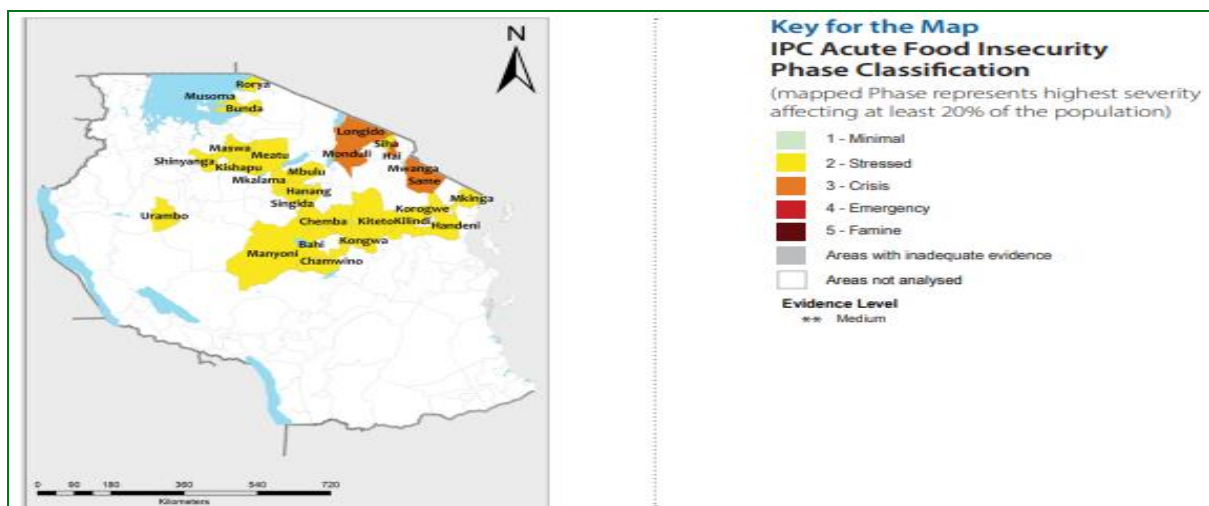 N
Rorya
Musoma
Bunda
Longido
Maswa
Siha
Meatu
Monduli
Hai
Shinyanga
Kishapu
Mbulu
Mwanga
Mkalama
Same
Hanang
Mkinga
Singida
Korogwe
Urambo
Chemba
Kiteto
Kilindi
Handeni
Bahi
Kongwa
Manyoni
Chamwino
0 90 180 360 540 720
Kilometers
Key for the Map
IPC Acute Food Insecurity
Phase Classification
(mapped Phase represents highest severity
affecting at least 20% of the population)
1 - Minimal
2 - Stressed
3 - Crisis
4 - Emergency
5 - Famine
Areas with inadequate evidence
Areas not analysed
Evidence Level
** Medium